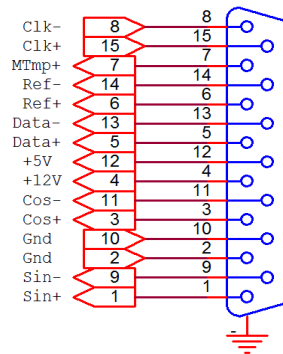 Clk- 8 8
Clk+ 15 15
MTmp+ 7 7
Ref- 14 14
Ref+ 6 6
Data- 13 13
Data+ 5 5
+5V 12 12
+12V 4 4
Cos- 11 11
Cos+ 3 3
Gnd 10 10
Gnd 2 2
Sin- 9 9
Sin+ 1 1
-